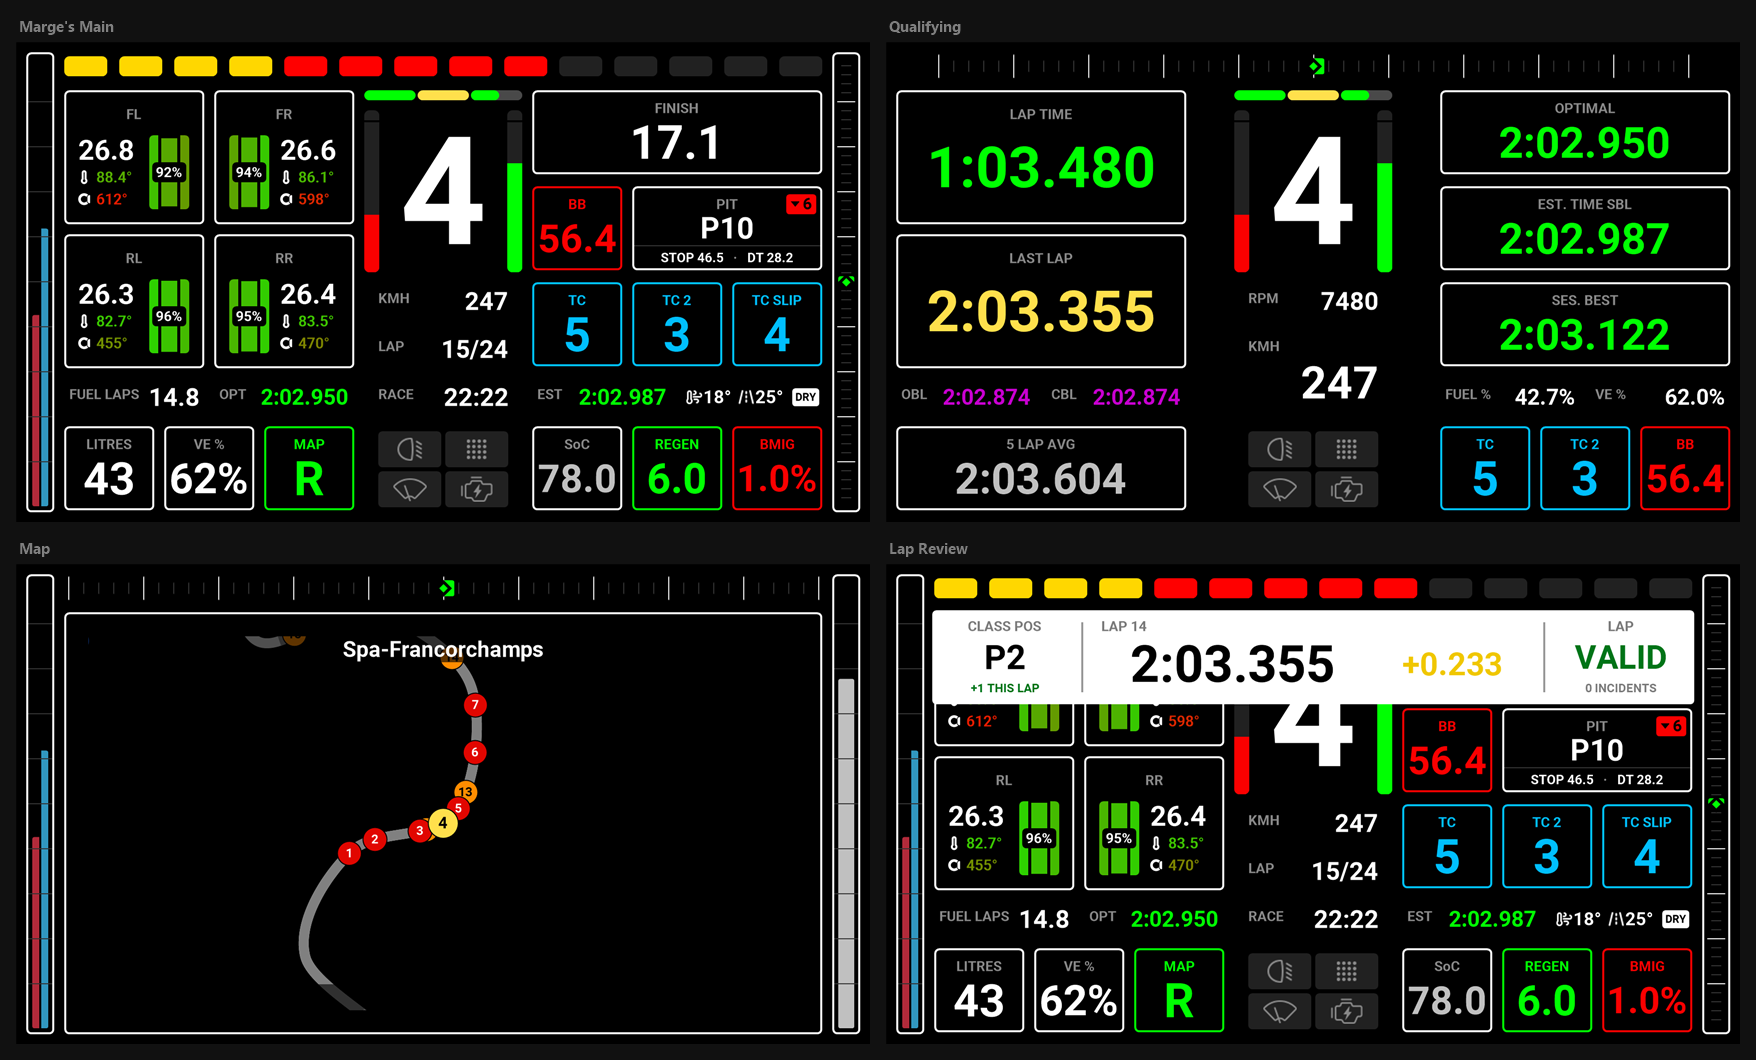 Marge's Main
FL
26.8
88.4°
612°
92%
FR
94%
26.6
86.1°
598°
RL
26.3
82.7°
455°
96%
RR
95%
26.4
83.5°
470°
4
KMH 247
LAP 15/24
RACE 22:22
FINISH
17.1
BB
56.4
PIT
P10
6
STOP 46.5 · DT 28.2
TC
5
TC 2
3
TC SLIP
4
FUEL LAPS 14.8 OPT 2:02.950
EST 2:02.987 18° 25° DRY
LITRES
43
VE %
62%
MAP
R
SoC
78.0
REGEN
6.0
BMIG
1.0%
Qualifying
LAP TIME
1:03.480
LAST LAP
2:03.355
OBL 2:02.874 CBL 2:02.874
5 LAP AVG
2:03.604
4
RPM 7480
KMH
247
OPTIMAL
2:02.950
EST. TIME SBL
2:02.987
SES. BEST
2:03.122
FUEL % 42.7% VE % 62.0%
TC
5
TC 2
3
BB
56.4
Map
Spa-Francorchamps
7
6
13
5
4
3
2
1
Lap Review
CLASS POS
P2
+1 THIS LAP
LAP 14
2:03.355
+0.233
LAP
VALID
0 INCIDENTS
612°
598°
4
BB
56.4
PIT
P10
6
STOP 46.5 · DT 28.2
RL
26.3
82.7°
455°
96%
RR
95%
26.4
83.5°
470°
KMH 247
LAP 15/24
RACE 22:22
TC
5
TC 2
3
TC SLIP
4
FUEL LAPS 14.8 OPT 2:02.950
EST 2:02.987 18° 25° DRY
LITRES
43
VE %
62%
MAP
R
SoC
78.0
REGEN
6.0
BMIG
1.0%